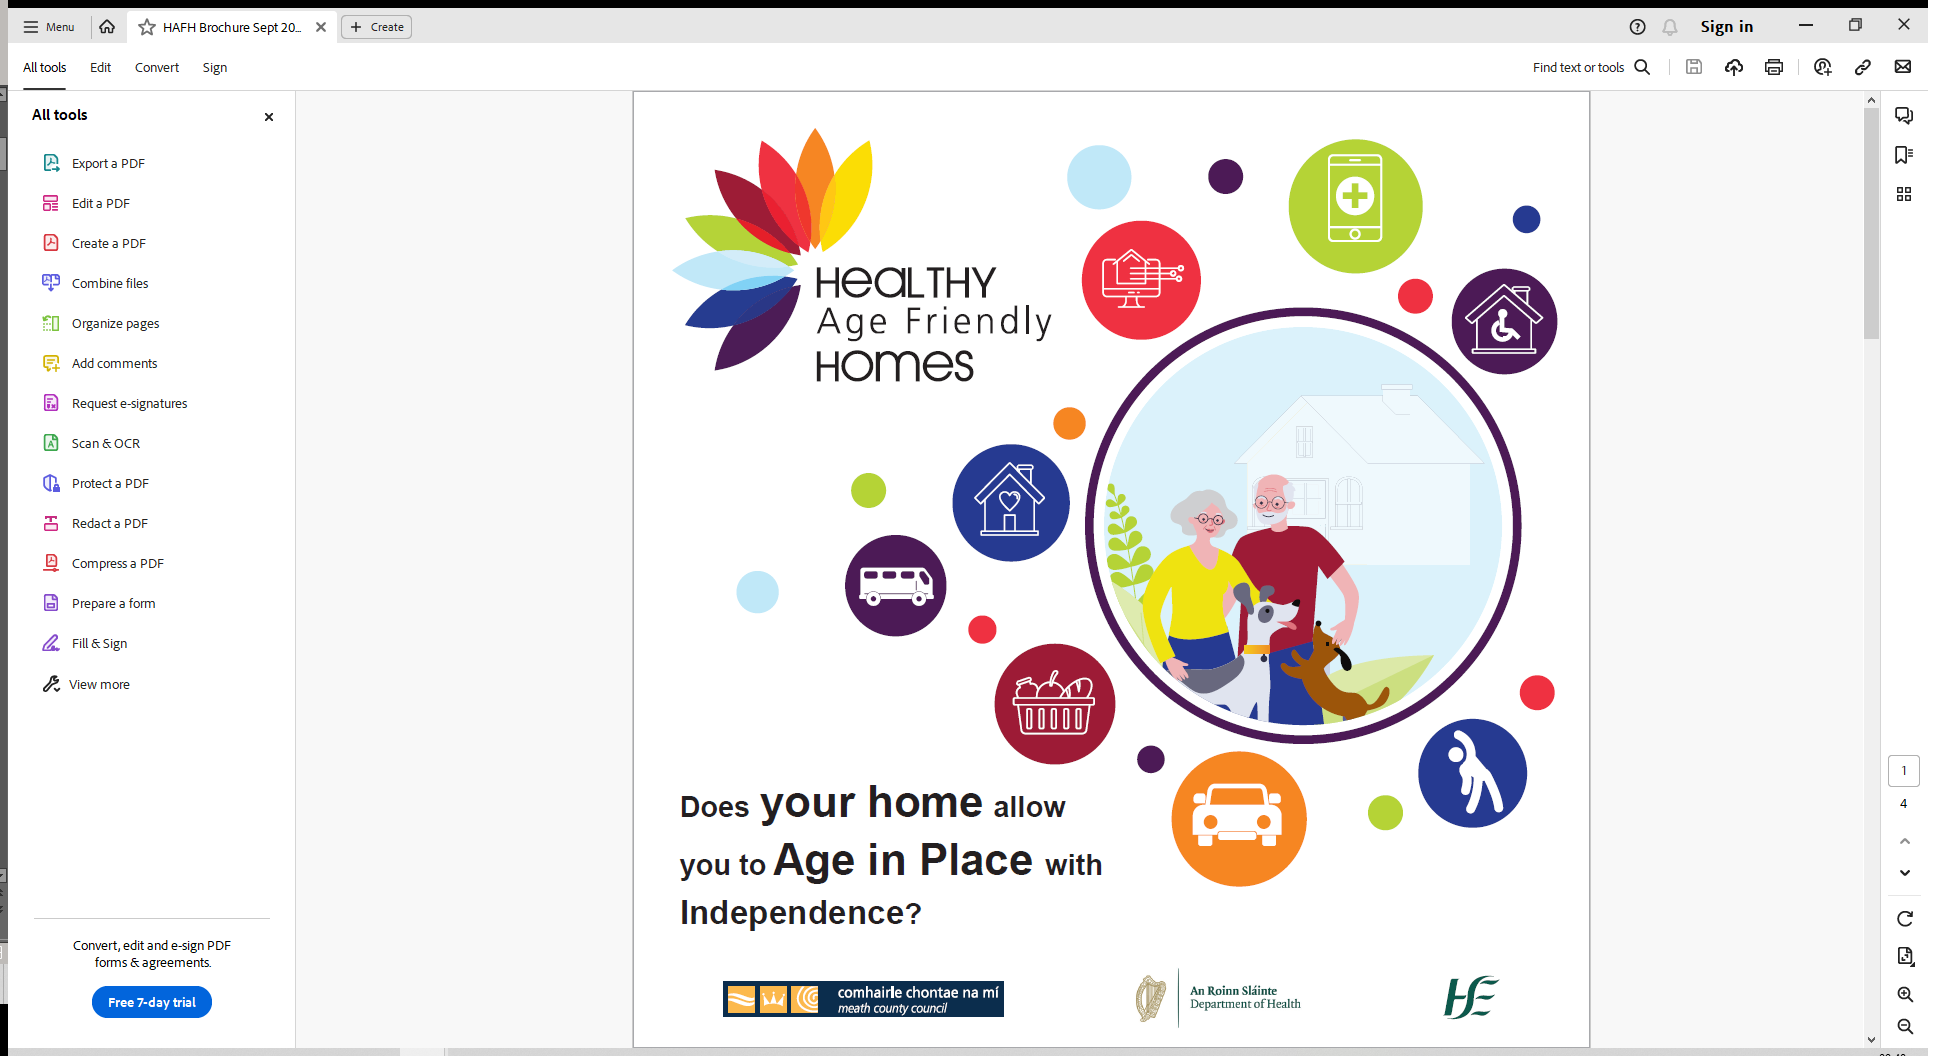 Menu
HAFH Brochure Sept 20...
Create
Sign in
All tools
Edit
Convert
Sign
Find text or tools
All tools
Export a PDF
Edit a PDF
Create a PDF
Combine files
Organize pages
Add comments
Request e-signatures
Scan & OCR
Protect a PDF
Redact a PDF
Compress a PDF
Prepare a form
Fill & Sign
View more
Convert, edit and e-sign PDF
forms & agreements.
Free 7-day trial
HeaLTHY
Age Friendly
HOmes
Does your home allow
you to Age in Place with
Independence?
comhairle chontae na mí
meath county council
An Roinn Sláinte
Department of Health
HSE
1
4